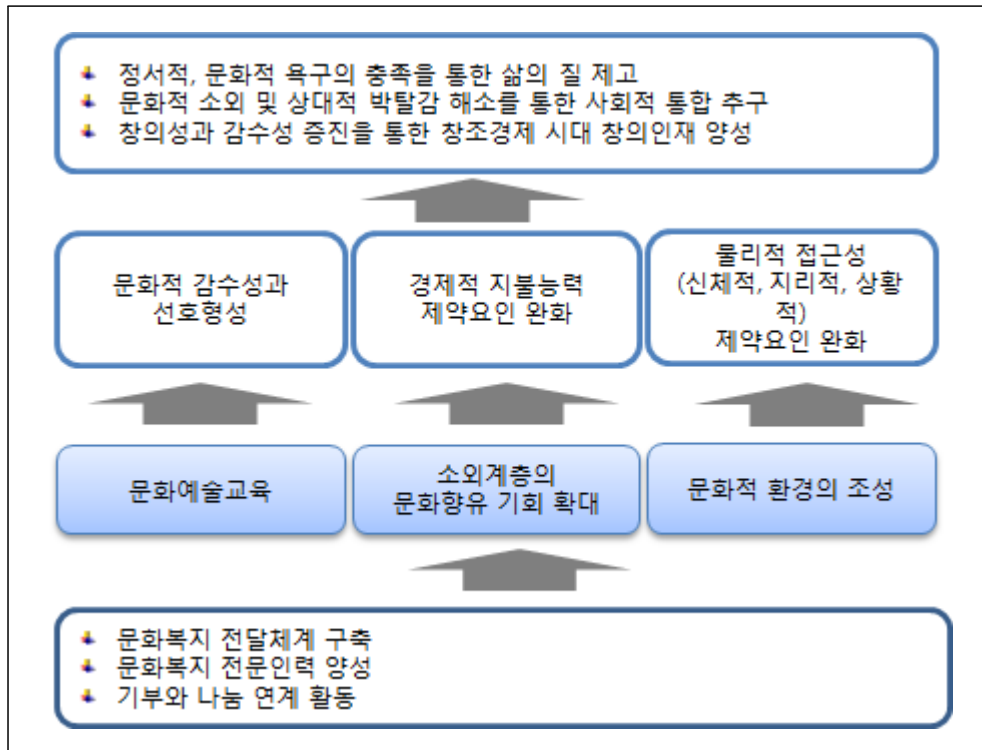 정서적, 문화적 욕구의 충족을 통한 삶의 질 제고
문화적 소외 및 상대적 박탈감 해소를 통한 사회적 통합 추구
창의성과 감수성 증진을 통한 창조경제 시대 창의인재 양성
문화적 감수성과
선호형성
경제적 지불능력
제약요인 완화
물리적 접근성
(신체적, 지리적, 상황
적)
제약요인 완화
문화예술교육
소외계층의
문화향유 기회 확대
문화적 환경의 조성
문화복지 전달체계 구축
문화복지 전문인력 양성
기부와 나눔 연계 활동